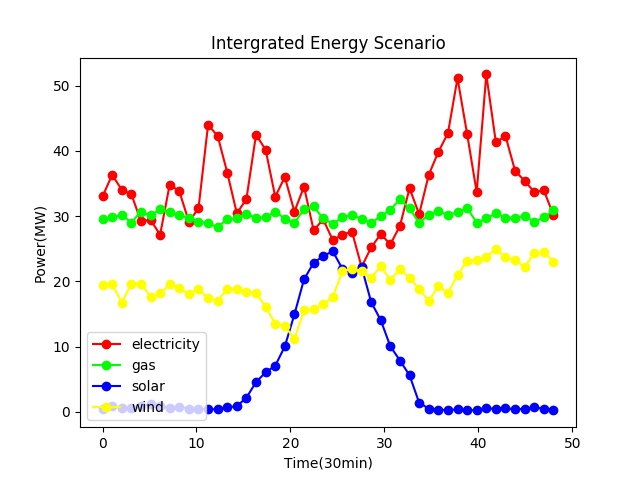 Intergrated Energy Scenario
Power(MW)
50
40
30
20
10
0
electricity
gas
solar
wind
0 10 20 30 40 50
Time(30min)